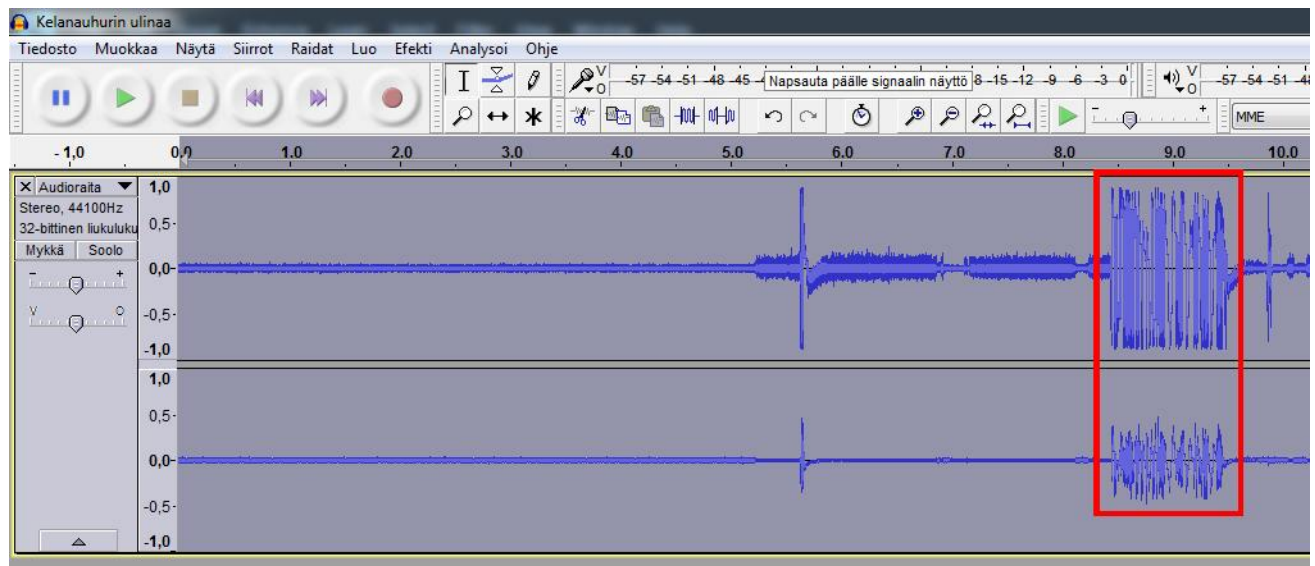 Kelanauhurin ulinaa
Tiedosto Muokkaa Näytä Siirrot Raidat Luo Efekti Analysoi Ohje
V O -57 -54 -51 -48 -45 Napsauta päälle signaalin näyttö 8 -15 -12 -9 -6 -3 0 V O -57 -54 -51
- + MME
- 1,0 0,0 1.0 2.0 3.0 4.0 5.0 6.0 7.0 8.0 9.0 10.0
X Audioraita 1,0
Stereo, 44100Hz
32-bittinen liukuluku 0,5
Mykkä Soolo
- + 0,0
V O -0,5
-1,0
1,0
0,5
0,0
-0,5
-1,0